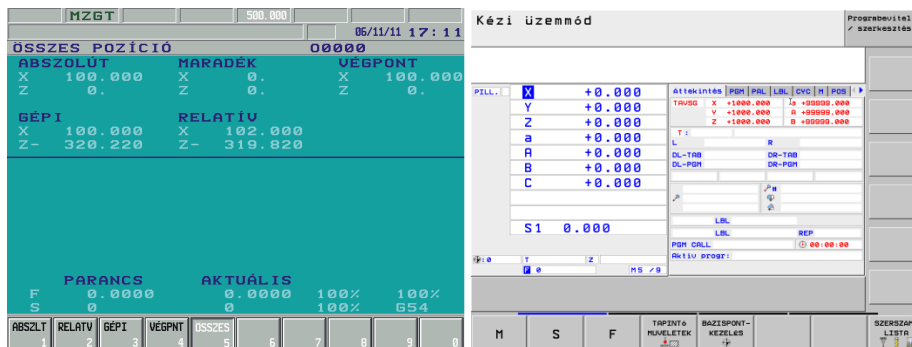 MZGT 500.000
06/11/11 17:11
ÖSSZES POZÍCIÓ O0000
ABSZOLÚT MARADÉK VÉGPONT
X 100.000 X 0. X 100.000
Z 0. Z 0. Z 0.
GÉPI RELATÍV
X 100.000 X 102.000
Z- 320.220 Z- 319.820
PARANCS AKTUÁLIS
F 0.0000 0.0000 100% 100%
S 0 0 100% G54
ABSZLT RELATV GÉPI VÉGPNT ÖSSZES
1 2 3 4 5 6 7 8 9 0
Kézi üzemmód
Programbevitel
/ szerkesztés
PILL. X +0.000
Y +0.000
Z +0.000
a +0.000
A +0.000
B +0.000
C +0.000
S1 0.000
⊕: 0 T Z
F 0 M5 /9
Áttekintés PGM PAL LBL CYC M POS
TAVSG X +1000.000 a +99999.000
Y +1000.000 A +99999.000
Z +1000.000 B +99999.000
T :
L R
DL-TAB DR-TAB
DL-PGM DR-PGM
LBL
LBL REP
PGM CALL 00:00:00
Aktív progr:
M S F
TAPINTó
MUVELETEK
BAZISPONT-
KEZELéS
SZERSZAM
LISTA